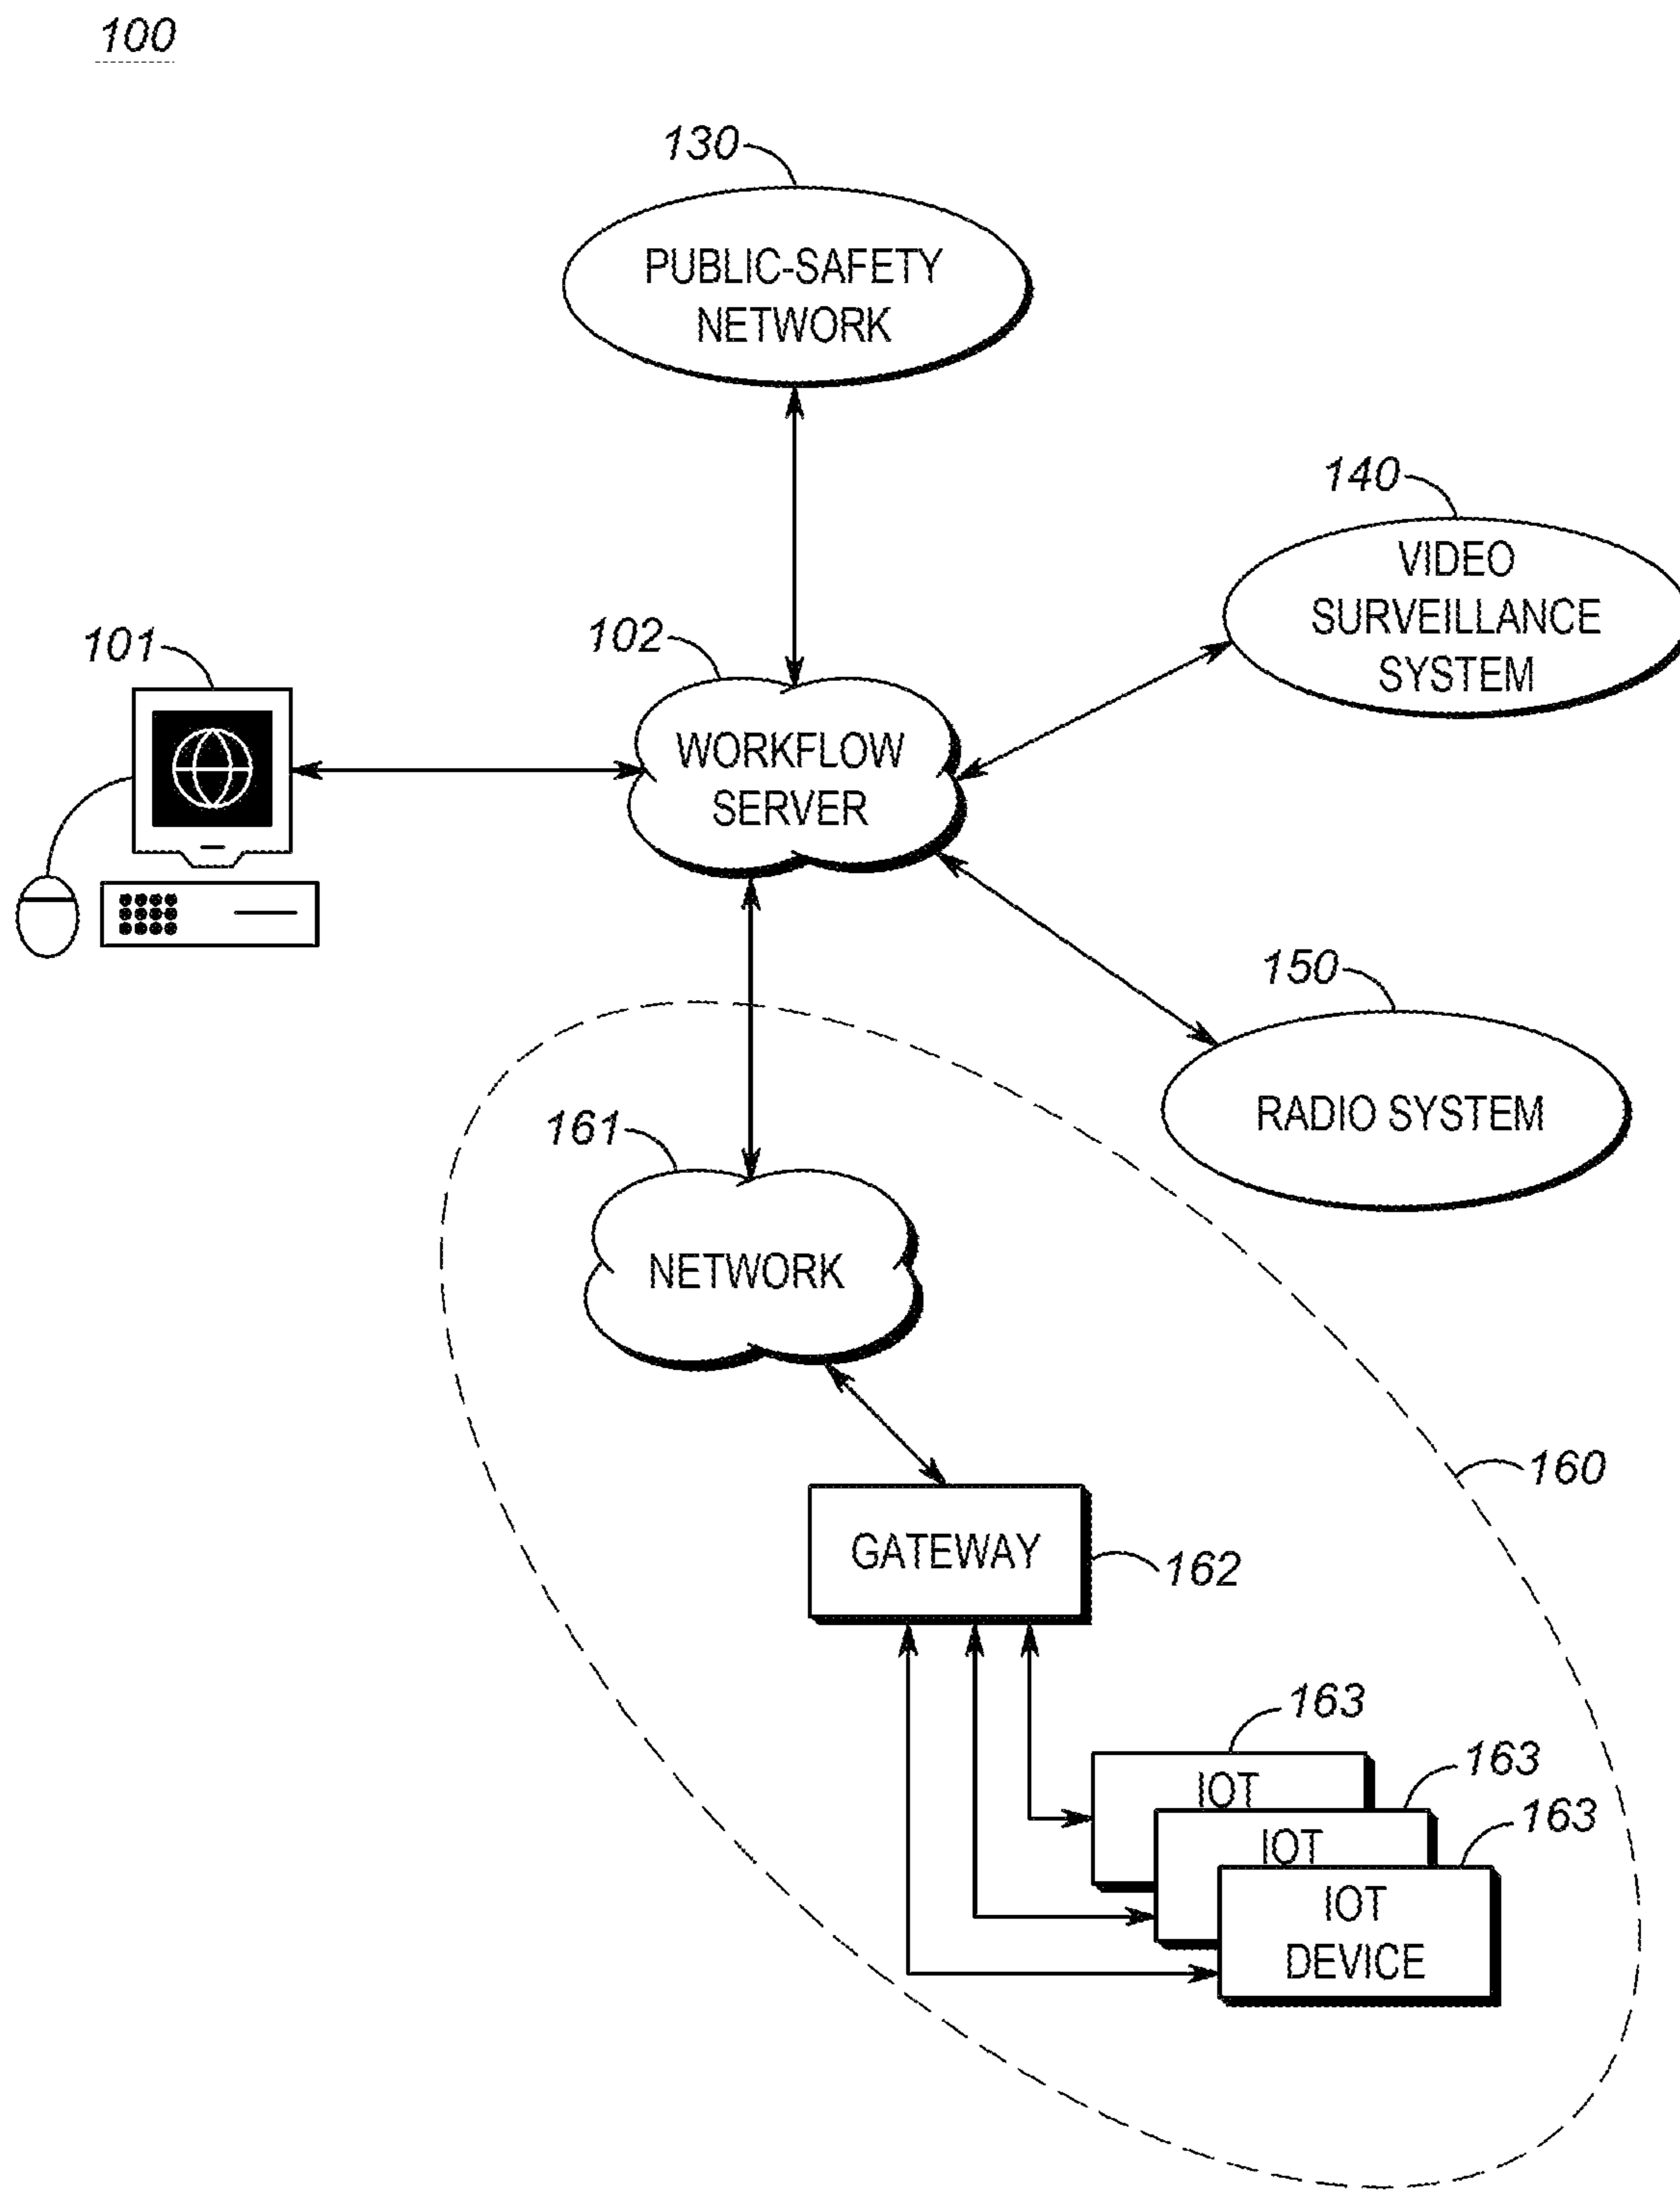 100
130
PUBLIC-SAFETY
NETWORK
140
VIDEO
SURVEILLANCE
SYSTEM
101
102
WORKFLOW
SERVER
150
RADIO SYSTEM
161
NETWORK
160
GATEWAY
162
163
IOT
163
IOT
163
IOT
DEVICE